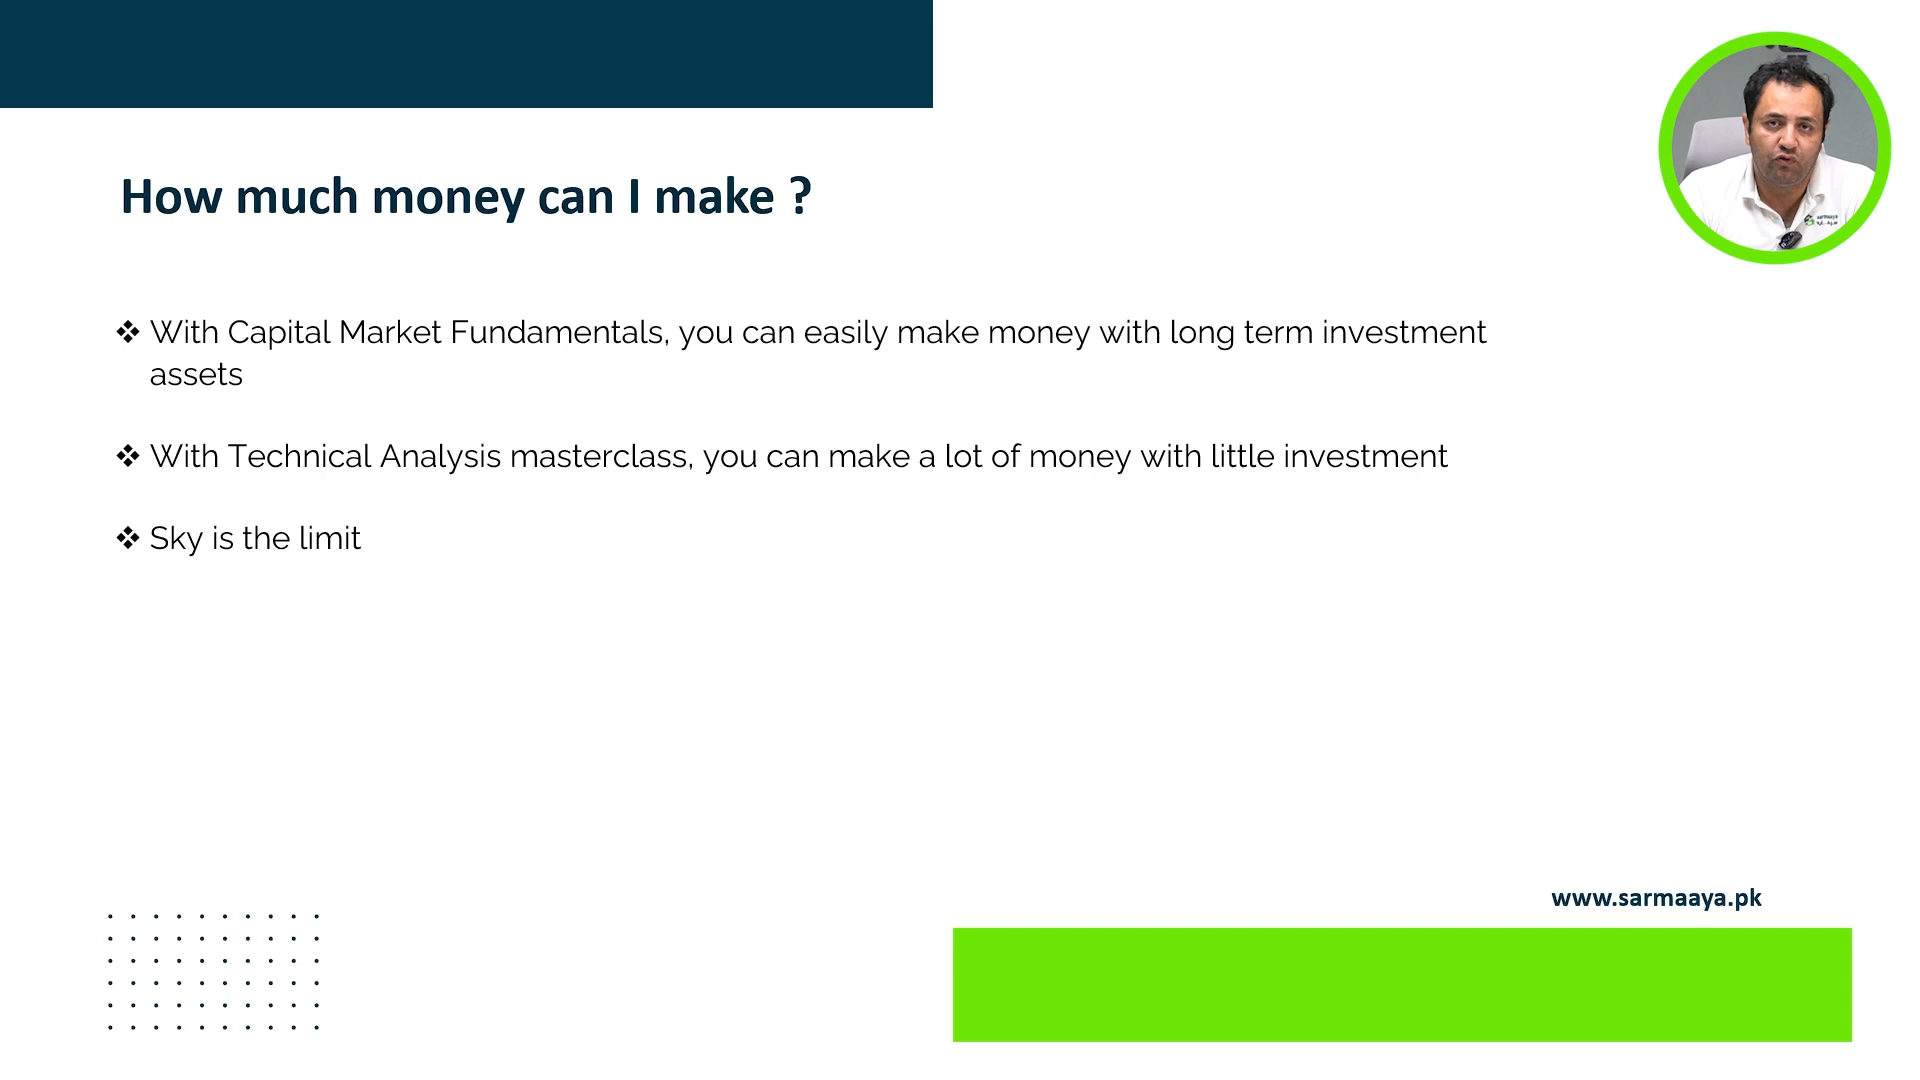 How much money can I make ?
❖ With Capital Market Fundamentals, you can easily make money with long term investment
assets
❖ With Technical Analysis masterclass, you can make a lot of money with little investment
❖ Sky is the limit
www.sarmaaya.pk
sarmaaya